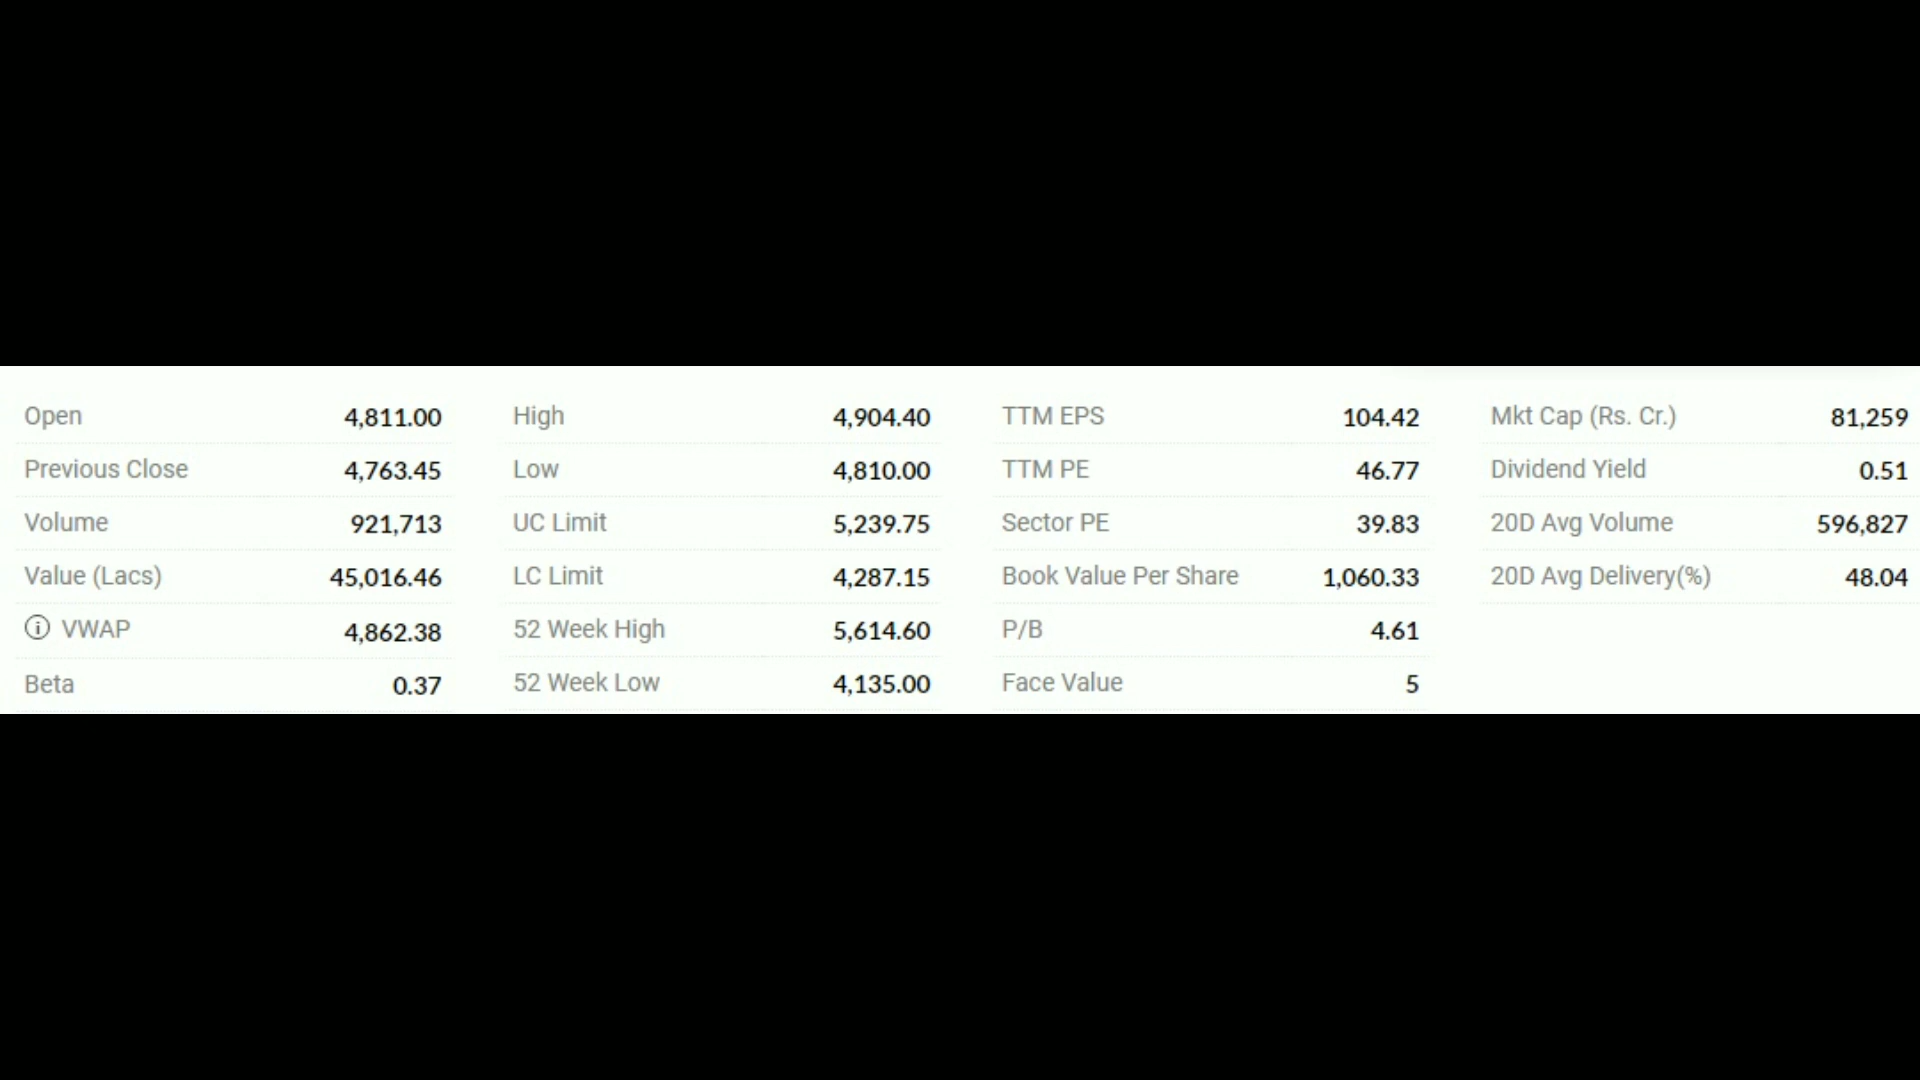 Open 4,811.00 High 4,904.40 TTM EPS 104.42 Mkt Cap (Rs. Cr.) 81,259
Previous Close 4,763.45 Low 4,810.00 TTM PE 46.77 Dividend Yield 0.51
Volume 921,713 UC Limit 5,239.75 Sector PE 39.83 20D Avg Volume 596,827
Value (Lacs) 45,016.46 LC Limit 4,287.15 Book Value Per Share 1,060.33 20D Avg Delivery(%) 48.04
VWAP 4,862.38 52 Week High 5,614.60 P/B 4.61
Beta 0.37 52 Week Low 4,135.00 Face Value 5